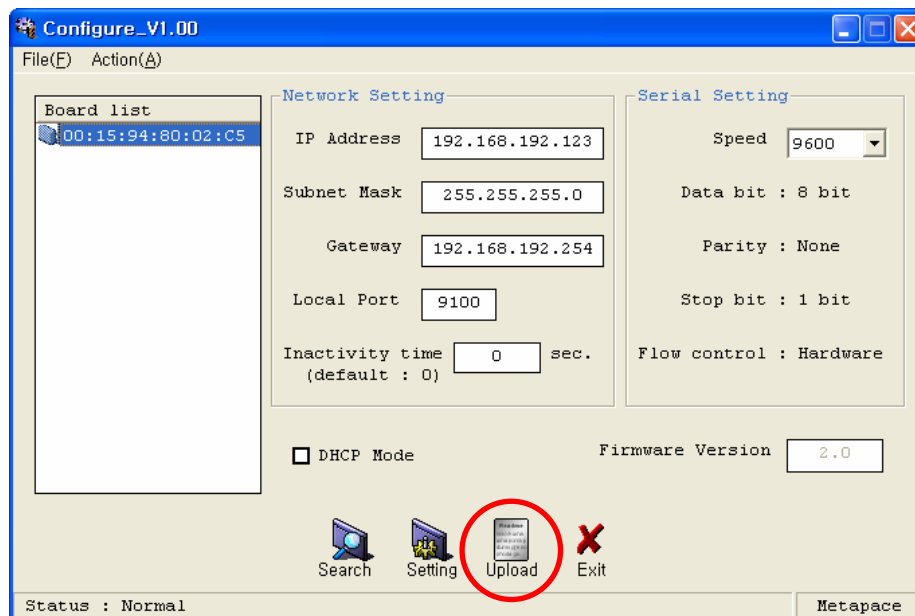 Configure_V1.00
File(F) Action(A)
Board list
00:15:94:80:02:C5
Network Setting
IP Address 192.168.192.123
Subnet Mask 255.255.255.0
Gateway 192.168.192.254
Local Port 9100
Inactivity time 0 sec.
(default : 0)
Serial Setting
Speed 9600
Data bit : 8 bit
Parity : None
Stop bit : 1 bit
Flow control : Hardware
DHCP Mode
Firmware Version 2.0
Search Setting Upload Exit
Status : Normal Metapace